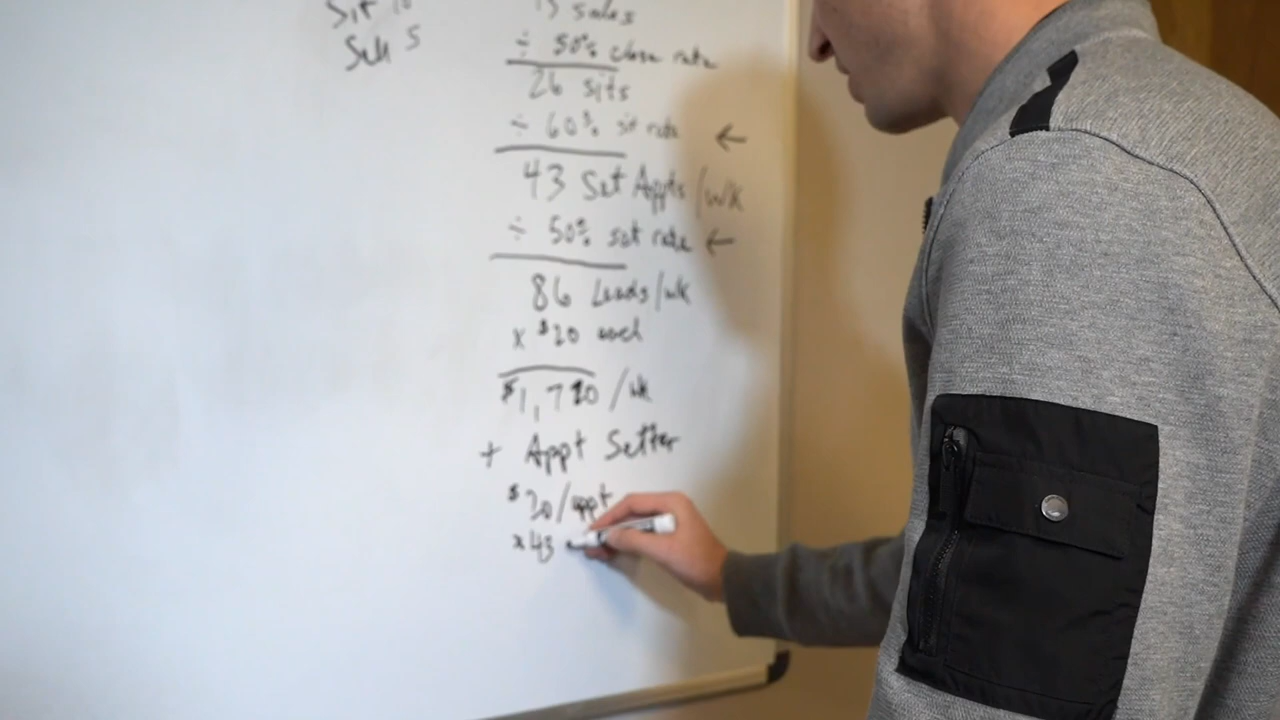 Sit 10
Sell 5
13 sales
÷ 50% close rate
26 sits
÷ 60% sit rate ←
43 Set Appts/wk
÷ 50% set rate ←
86 Leads/wk
x $20 each
$1,720/wk
+ Appt Setter
$20/appt
x43